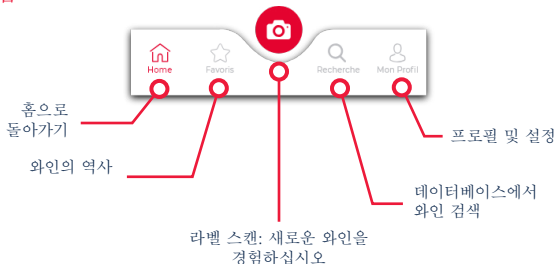 Home
Favoris
Recherche
Mon Profil
홈으로
돌아가기
와인의 역사
라벨 스캔: 새로운 와인을
경험하십시오
데이터베이스에서
와인 검색
프로필 및 설정